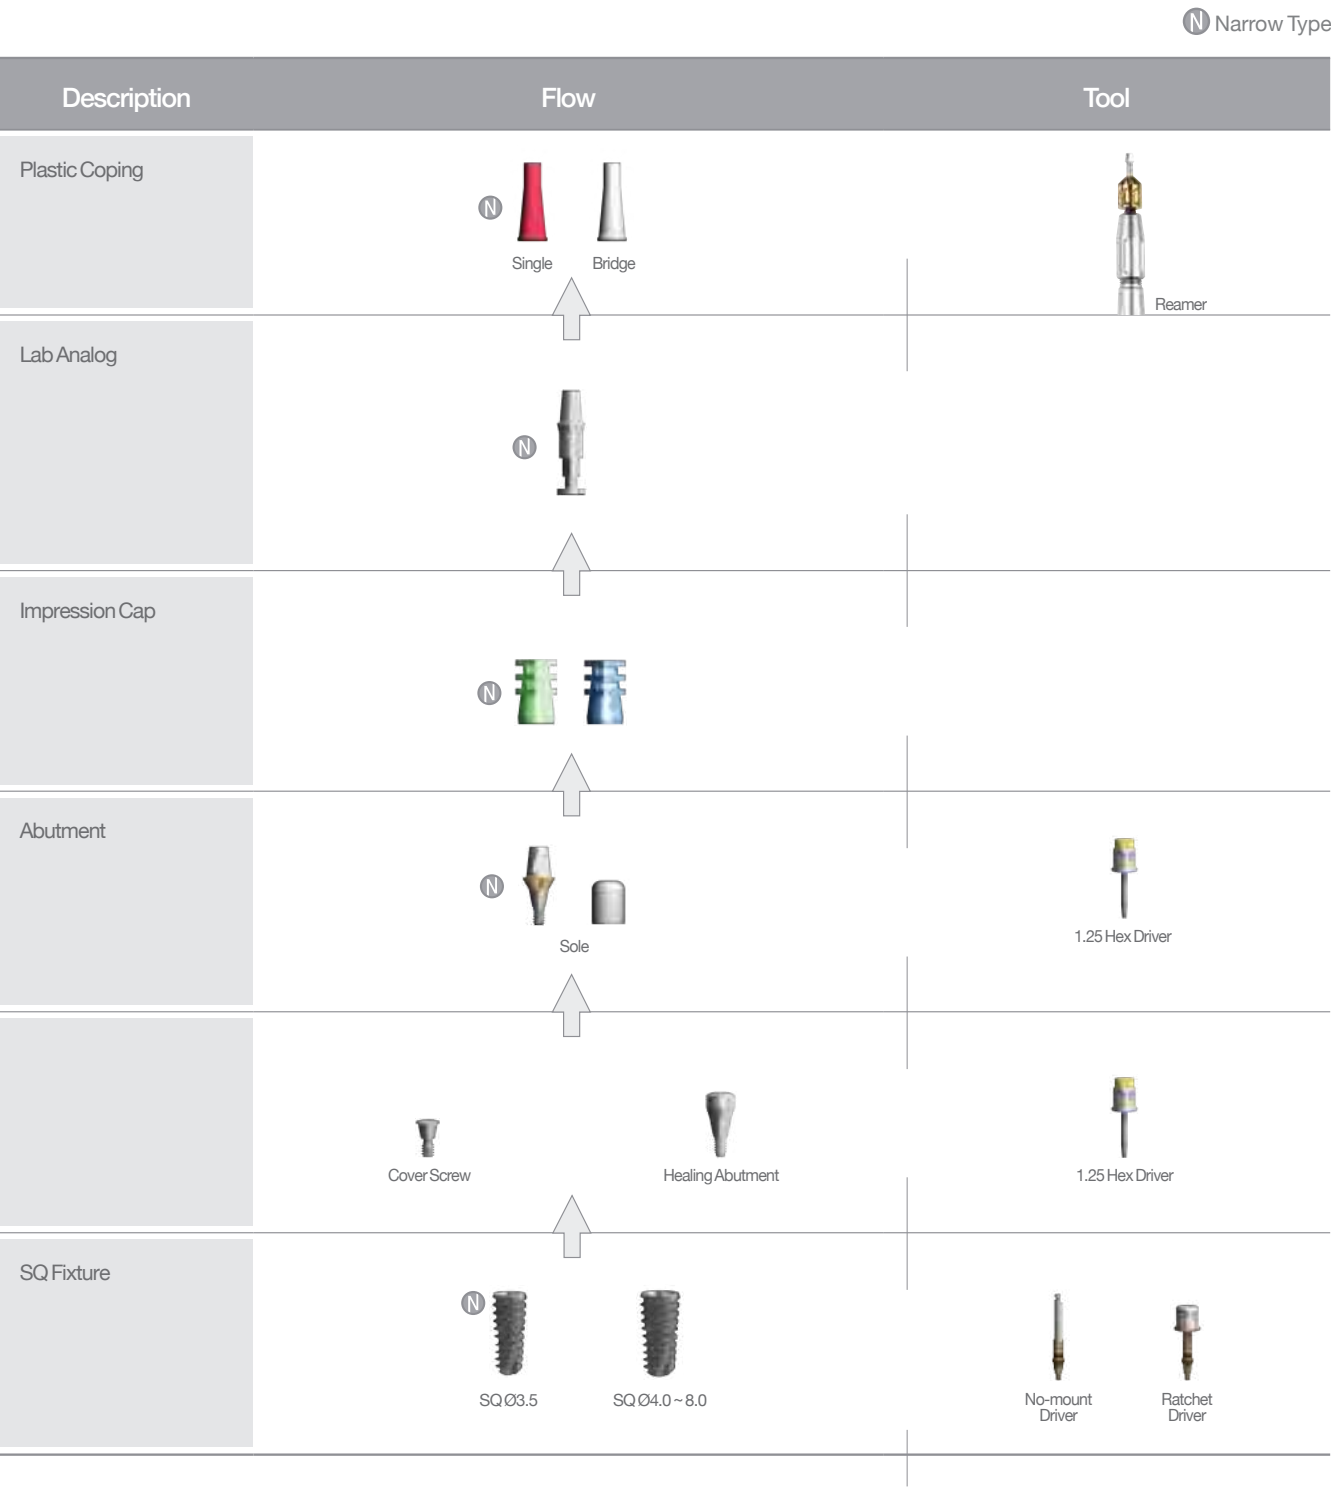 N Narrow Type
Description Flow Tool
Plastic Coping
N
Single Bridge
Reamer
Lab Analog
N
Impression Cap
N
Abutment
N
Sole
1.25 Hex Driver
Cover Screw Healing Abutment 1.25 Hex Driver
SQ Fixture
N
SQ Ø3.5 SQ Ø4.0 ~ 8.0
No-mount
Driver
Ratchet
Driver